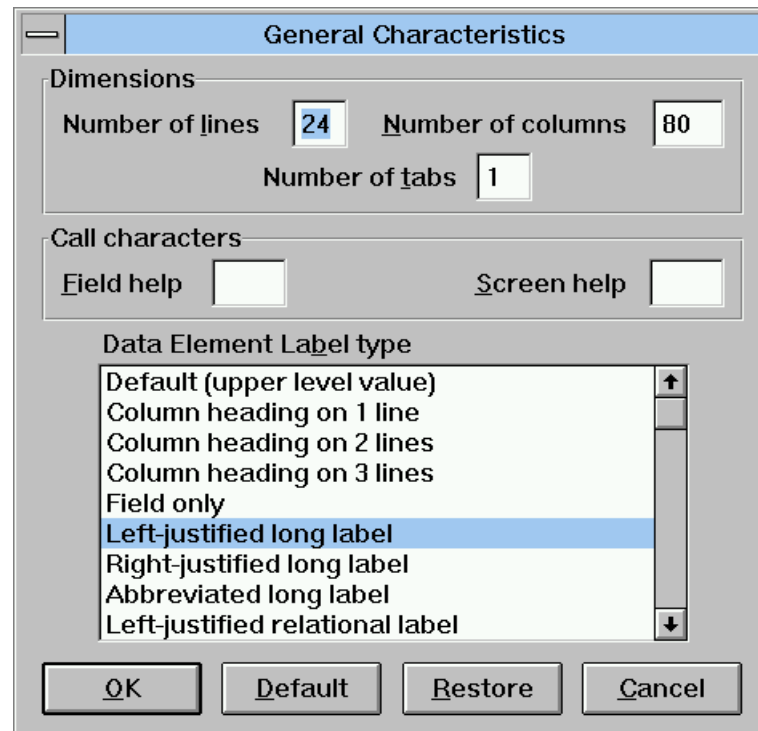 General Characteristics
Dimensions
Number of lines 24 Number of columns 80
Number of tabs 1
Call characters
Field help Screen help
Data Element Label type
Default (upper level value)
Column heading on 1 line
Column heading on 2 lines
Column heading on 3 lines
Field only
Left-justified long label
Right-justified long label
Abbreviated long label
Left-justified relational label
OK Default Restore Cancel